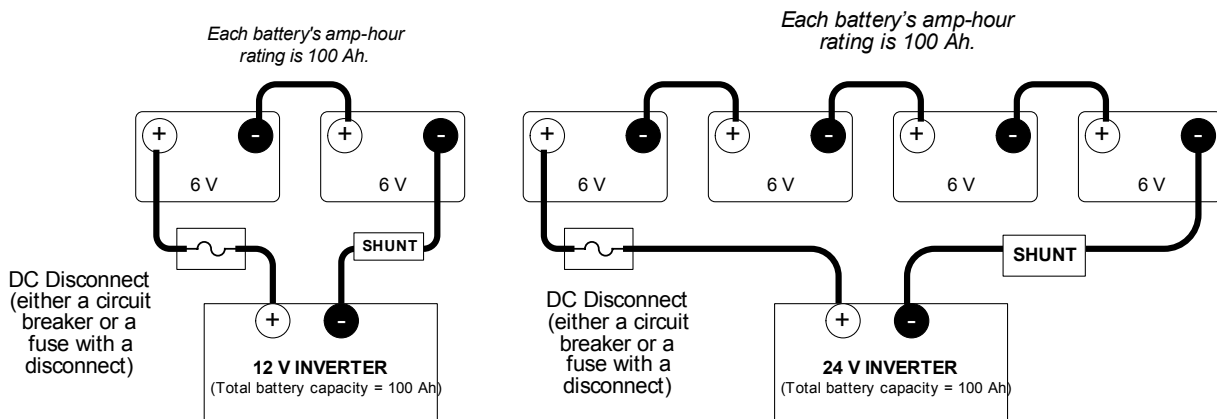 Each battery's amp-hour
rating is 100 Ah.
+
-
+
-
6 V
6 V
SHUNT
DC Disconnect
(either a circuit
breaker or a
fuse with a
disconnect)
+
-
12 V INVERTER
(Total battery capacity = 100 Ah)
Each battery’s amp-hour
rating is 100 Ah.
+
-
+
-
+
-
+
-
6 V
6 V
6 V
6 V
SHUNT
DC Disconnect
(either a circuit
breaker or a
fuse with a
disconnect)
+
-
24 V INVERTER
(Total battery capacity = 100 Ah)